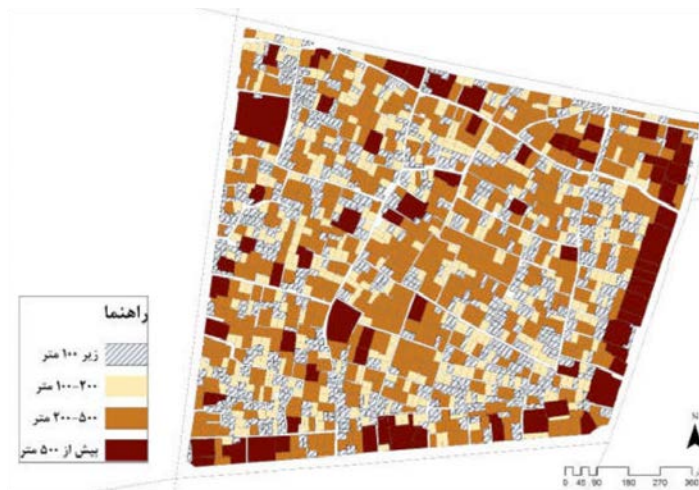 راهنما
زیر ۱۰۰ متر
۱۰۰-۲۰۰ متر
۲۰۰-۵۰۰ متر
بیش از ۵۰۰ متر
N
0 45 90 180 270 360